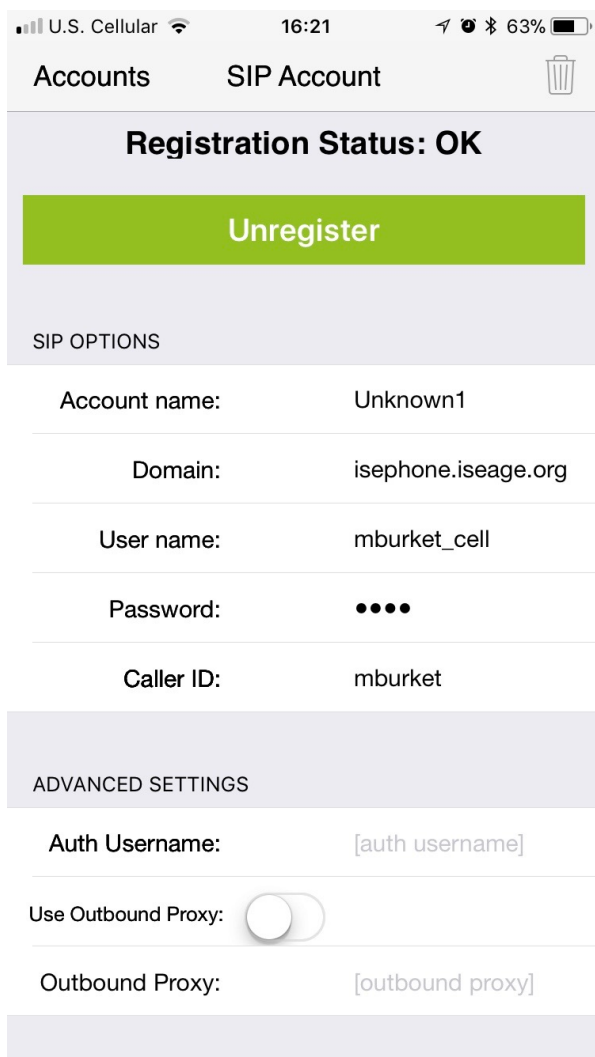 U.S. Cellular 16:21 63%
Accounts SIP Account
Registration Status: OK
Unregister
SIP OPTIONS
Account name: Unknown1
Domain: isephone.iseage.org
User name: mburket_cell
Password: ●●●●
Caller ID: mburket
ADVANCED SETTINGS
Auth Username: [auth username]
Use Outbound Proxy:
Outbound Proxy: [outbound proxy]